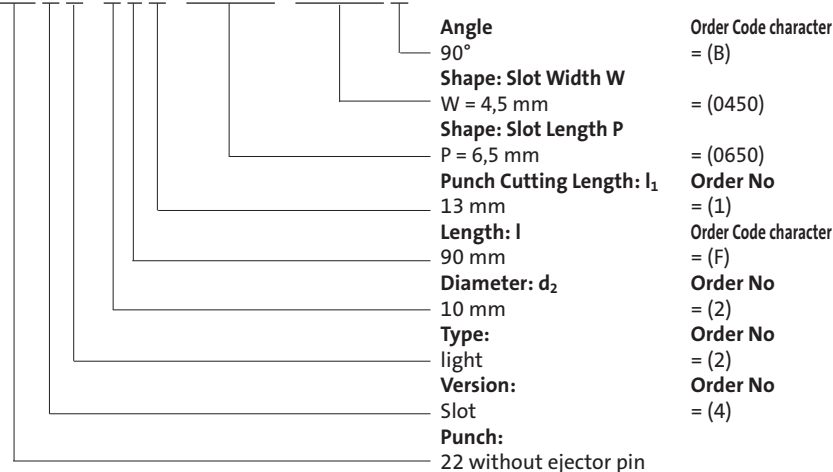 Angle Order Code character
90° = (B)
Shape: Slot Width W
W = 4,5 mm = (0450)
Shape: Slot Length P
P = 6,5 mm = (0650)
Punch Cutting Length: l₁ Order No
13 mm = (1)
Length: l Order Code character
90 mm = (F)
Diameter: d₂ Order No
10 mm = (2)
Type: Order No
light = (2)
Version: Order No
Slot = (4)
Punch:
22 without ejector pin